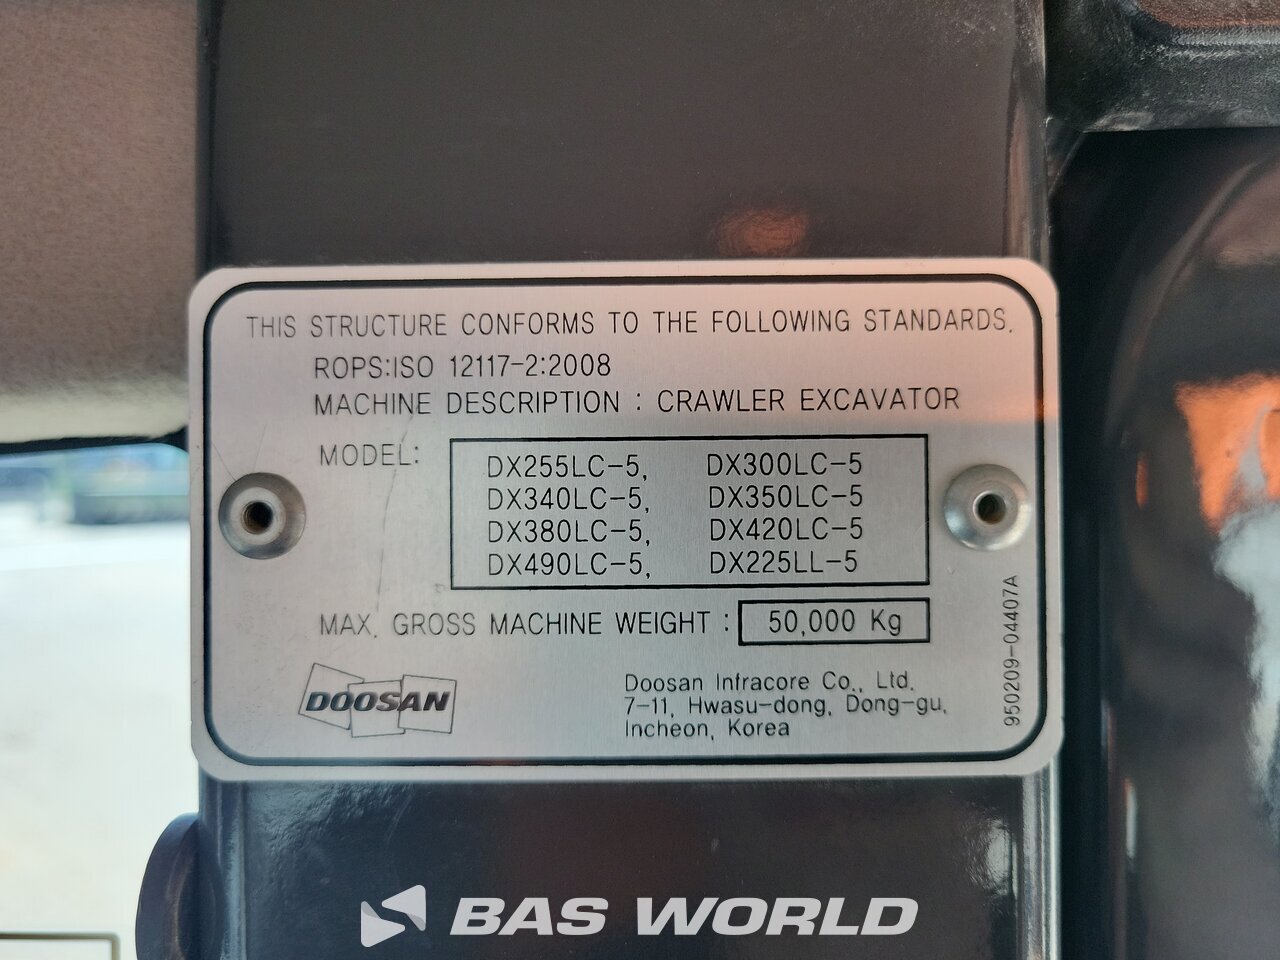 THIS STRUCTURE CONFORMS TO THE FOLLOWING STANDARDS.
ROPS:ISO 12117-2:2008
MACHINE DESCRIPTION : CRAWLER EXCAVATOR
MODEL:
DX255LC-5, DX300LC-5
DX340LC-5, DX350LC-5
DX380LC-5, DX420LC-5
DX490LC-5, DX225LL-5
MAX. GROSS MACHINE WEIGHT : 50,000 Kg
DOOSAN
Doosan Infracore Co., Ltd.
7-11, Hwasu-dong, Dong-gu,
Incheon, Korea
950209-04407A
BAS WORLD